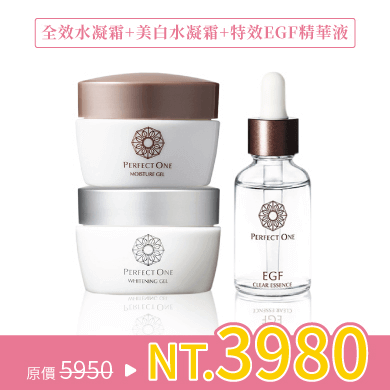 全效水凝霜+美白水凝霜+特效EGF精華液
PERFECT ONE
MOISTURE GEL
PERFECT ONE
WHITENING GEL
PERFECT ONE
EGF
CLEAR ESSENCE
原價 5950 NT.3980